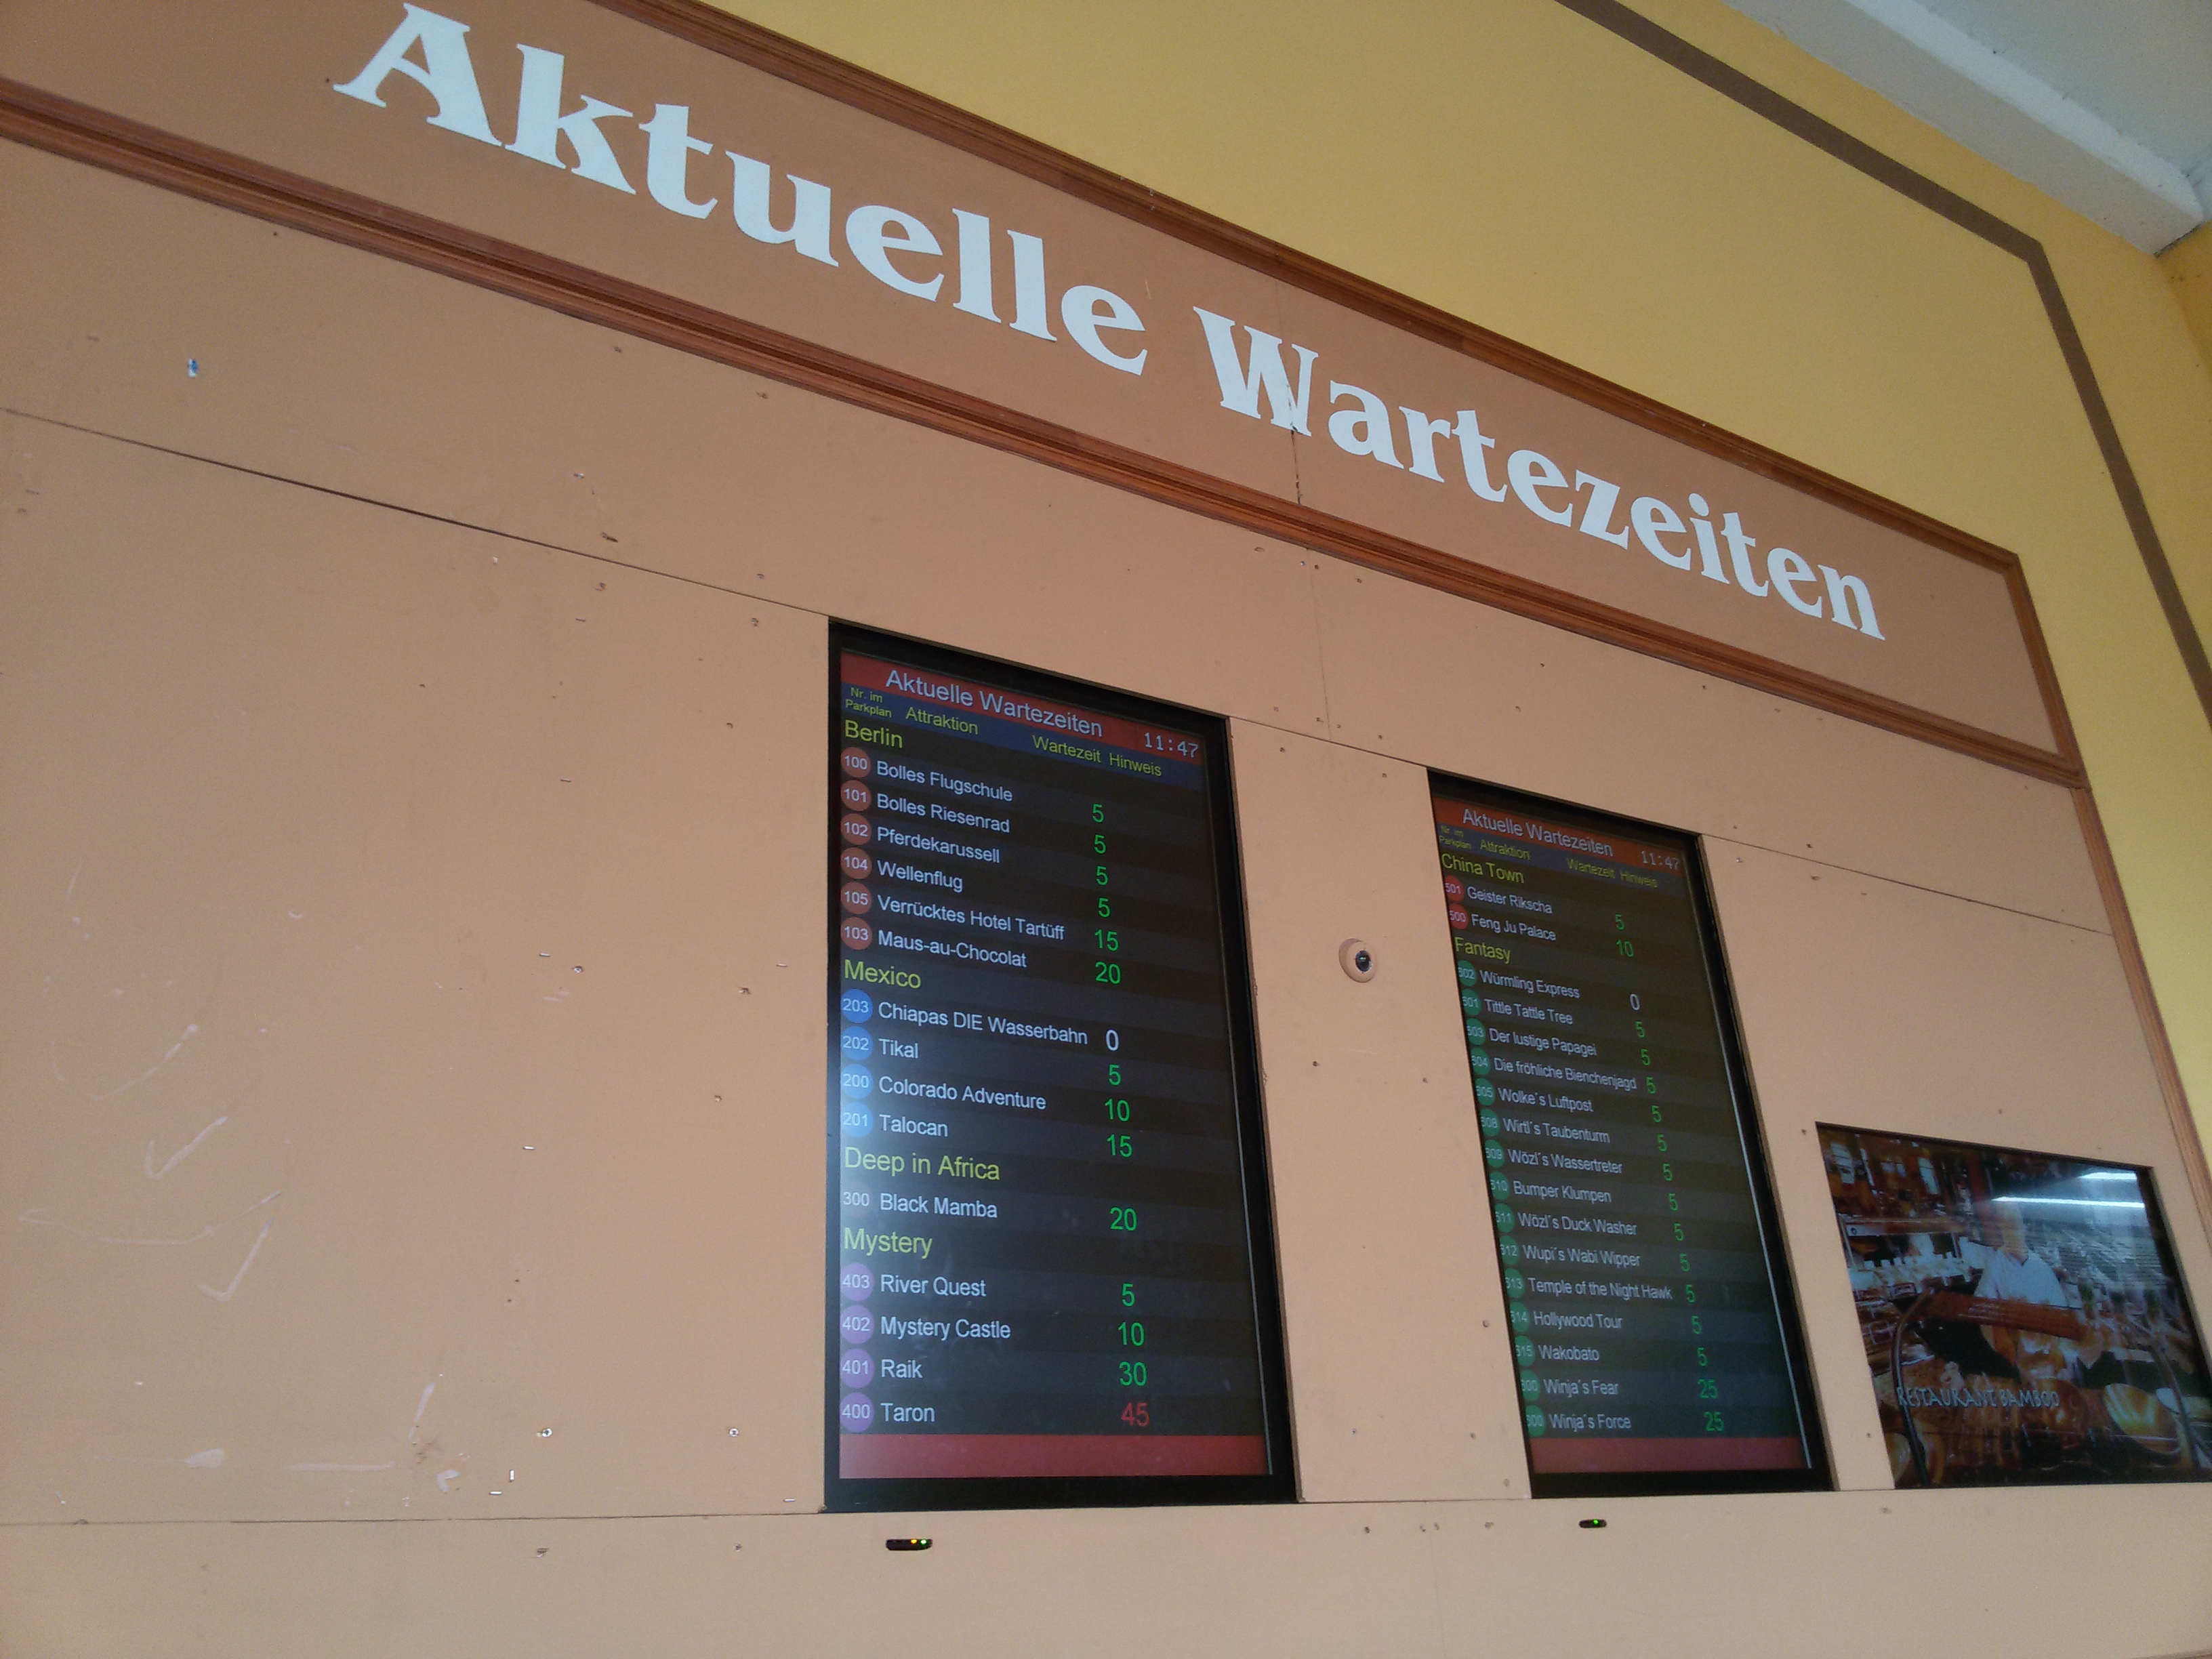 Aktuelle Wartezeiten
Aktuelle Wartezeiten 11:47
Nr. im Parkplan Attraktion Wartezeit Hinweis
Berlin
100 Bolles Flugschule 5
101 Bolles Riesenrad 5
102 Pferdekarussell 5
104 Wellenflug 5
105 Verrücktes Hotel Tartüff 15
103 Maus-au-Chocolat 20
Mexico
203 Chiapas DIE Wasserbahn 0
202 Tikal 5
200 Colorado Adventure 10
201 Talocan 15
Deep in Africa
300 Black Mamba 20
Mystery
403 River Quest 5
402 Mystery Castle 10
401 Raik 30
400 Taron 45
Aktuelle Wartezeiten 11:47
Nr. im Parkplan Attraktion Wartezeit Hinweis
China Town
501 Geister Rikscha 5
500 Feng Ju Palace 10
Fantasy
Würmling Express 0
Tittle Tattle Tree 5
Der lustige Papagei 5
Die fröhliche Bienchenjagd 5
Wolke´s Luftpost 5
Wirtl´s Taubenturm 5
Wözl´s Wassertreter 5
Bumper Klumpen 5
Wözl´s Duck Washer 5
Wupi´s Wabi Wipper 5
Temple of the Night Hawk 5
Hollywood Tour 5
Wakobato 5
Winja´s Fear 25
Winja´s Force 25
RESTAURANT BAMBOO